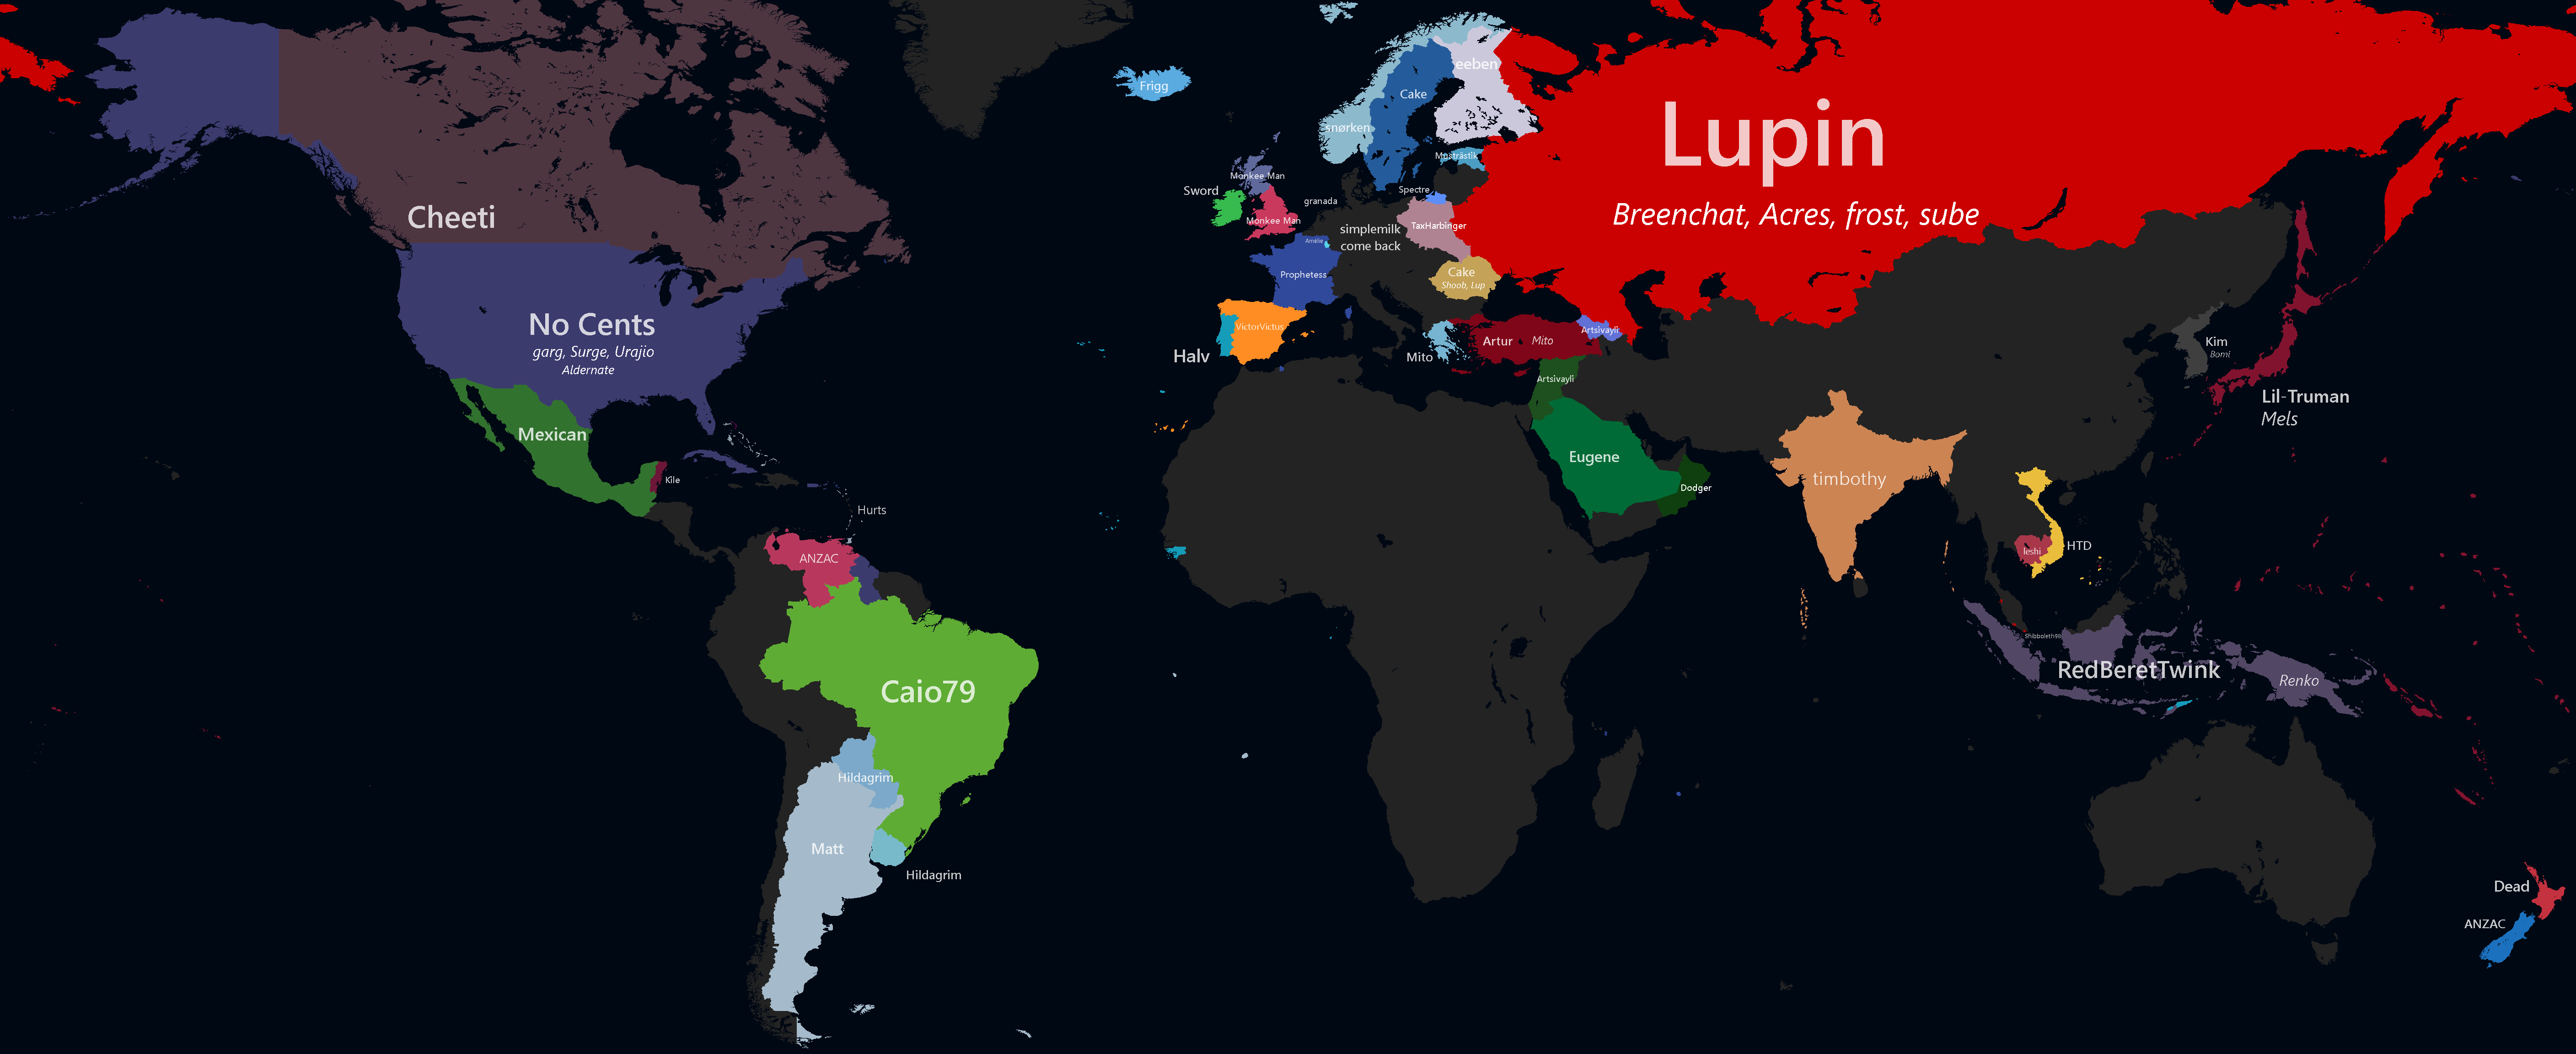 Frigg
eeben
Cake
snørken
Lupin
Breenchat, Acres, frost, sube
Monkee Man
Sword
Monkee Man
granada
Spectre
TaxHarbinger
simplemilk
come back
Cheeti
Prophetess
Cake
Shoob, Lup
No Cents
garg, Surge, Urajio
Aldernate
VictorVictus
Halv
Mito
Artur
Mito
Artsivayli
Artsivayli
Kim
Bomi
Lil-Truman
Mels
Mexican
Kile
Hurts
Eugene
Dodger
timbothy
ANZAC
HTD
Ieshi
Shibboleth98
RedBeretTwink
Renko
Caio79
Hildagrim
Matt
Hildagrim
Dead
ANZAC